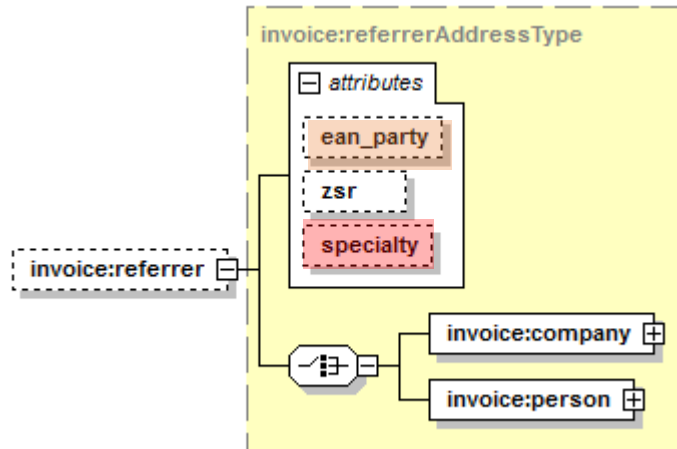 invoice:referrerAddressType
attributes
ean_party
zsr
specialty
invoice:referrer
invoice:company
invoice:person